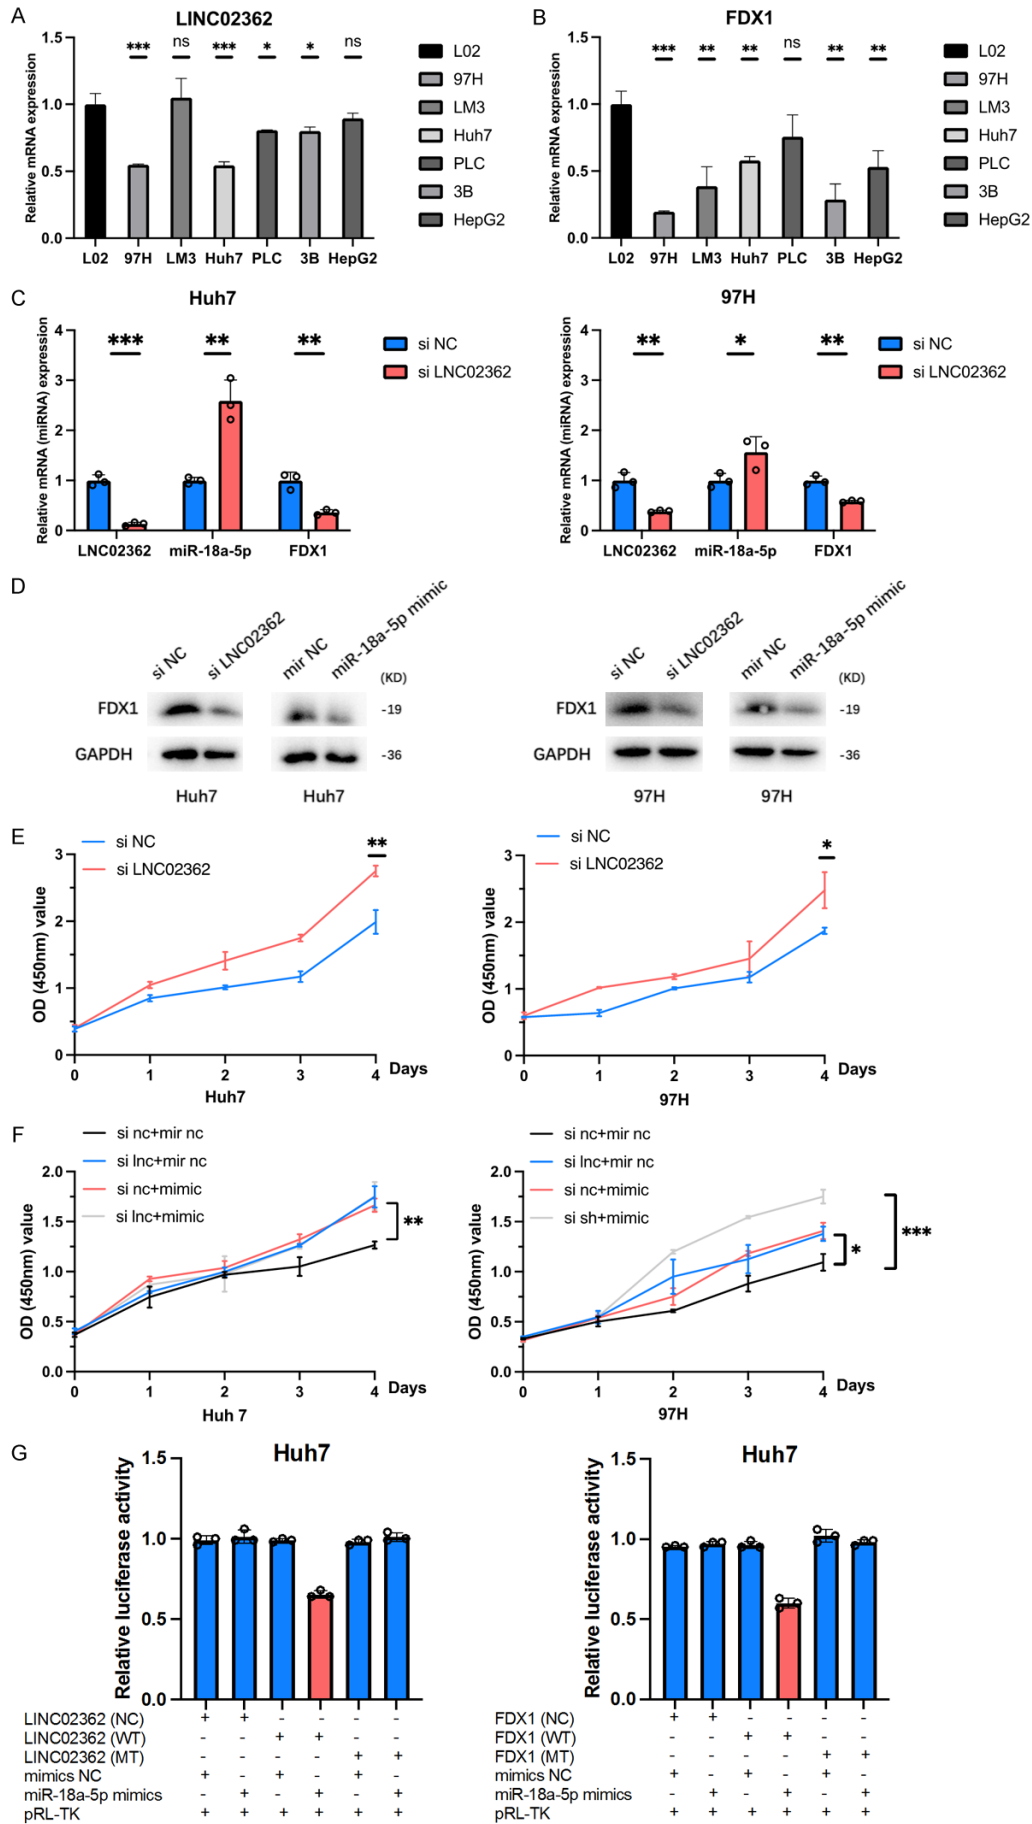 A
LINC02362
Relative mRNA expression
1.5
1.0
0.5
0.0
*** ns *** * * ns
L02 97H LM3 Huh7 PLC 3B HepG2
L02
97H
LM3
Huh7
PLC
3B
HepG2
B
FDX1
Relative mRNA expression
1.5
1.0
0.5
0.0
*** ** ** ns ** **
L02 97H LM3 Huh7 PLC 3B HepG2
L02
97H
LM3
Huh7
PLC
3B
HepG2
C
Huh7
Relative mRNA (miRNA) expression
4
3
2
1
0
*** ** **
LNC02362 miR-18a-5p FDX1
si NC
si LNC02362
97H
Relative mRNA (miRNA) expression
4
3
2
1
0
** * **
LNC02362 miR-18a-5p FDX1
si NC
si LNC02362
D
si NC si LNC02362 mir NC miR-18a-5p mimic
(KD)
FDX1 -19
GAPDH -36
Huh7 Huh7
si NC si LNC02362 mir NC miR-18a-5p mimic
(KD)
FDX1 -19
GAPDH -36
97H 97H
E
si NC
si LNC02362
**
OD (450nm) value
3
2
1
0
0 1 2 3 4 Days
Huh7
si NC
si LNC02362
*
OD (450nm) value
3
2
1
0
0 1 2 3 4 Days
97H
F
si nc+mir nc
si lnc+mir nc
si nc+mimic
si lnc+mimic
**
OD (450nm) value
2.0
1.5
1.0
0.5
0.0
0 1 2 3 4 Days
Huh 7
si nc+mir nc
si lnc+mir nc
si nc+mimic
si sh+mimic
* ***
OD (450nm) value
2.0
1.5
1.0
0.5
0.0
0 1 2 3 4 Days
97H
G
Huh7
Relative luciferase activity
1.5
1.0
0.5
0.0
LINC02362 (NC) + + - - - -
LINC02362 (WT) - - + + - -
LINC02362 (MT) - - - - + +
mimics NC + - + - + -
miR-18a-5p mimics - + - + - +
pRL-TK + + + + + +
Huh7
Relative luciferase activity
1.5
1.0
0.5
0.0
FDX1 (NC) + + - - - -
FDX1 (WT) - - + + - -
FDX1 (MT) - - - - + +
mimics NC + - + - + -
miR-18a-5p mimics - + - + - +
pRL-TK + + + + + +